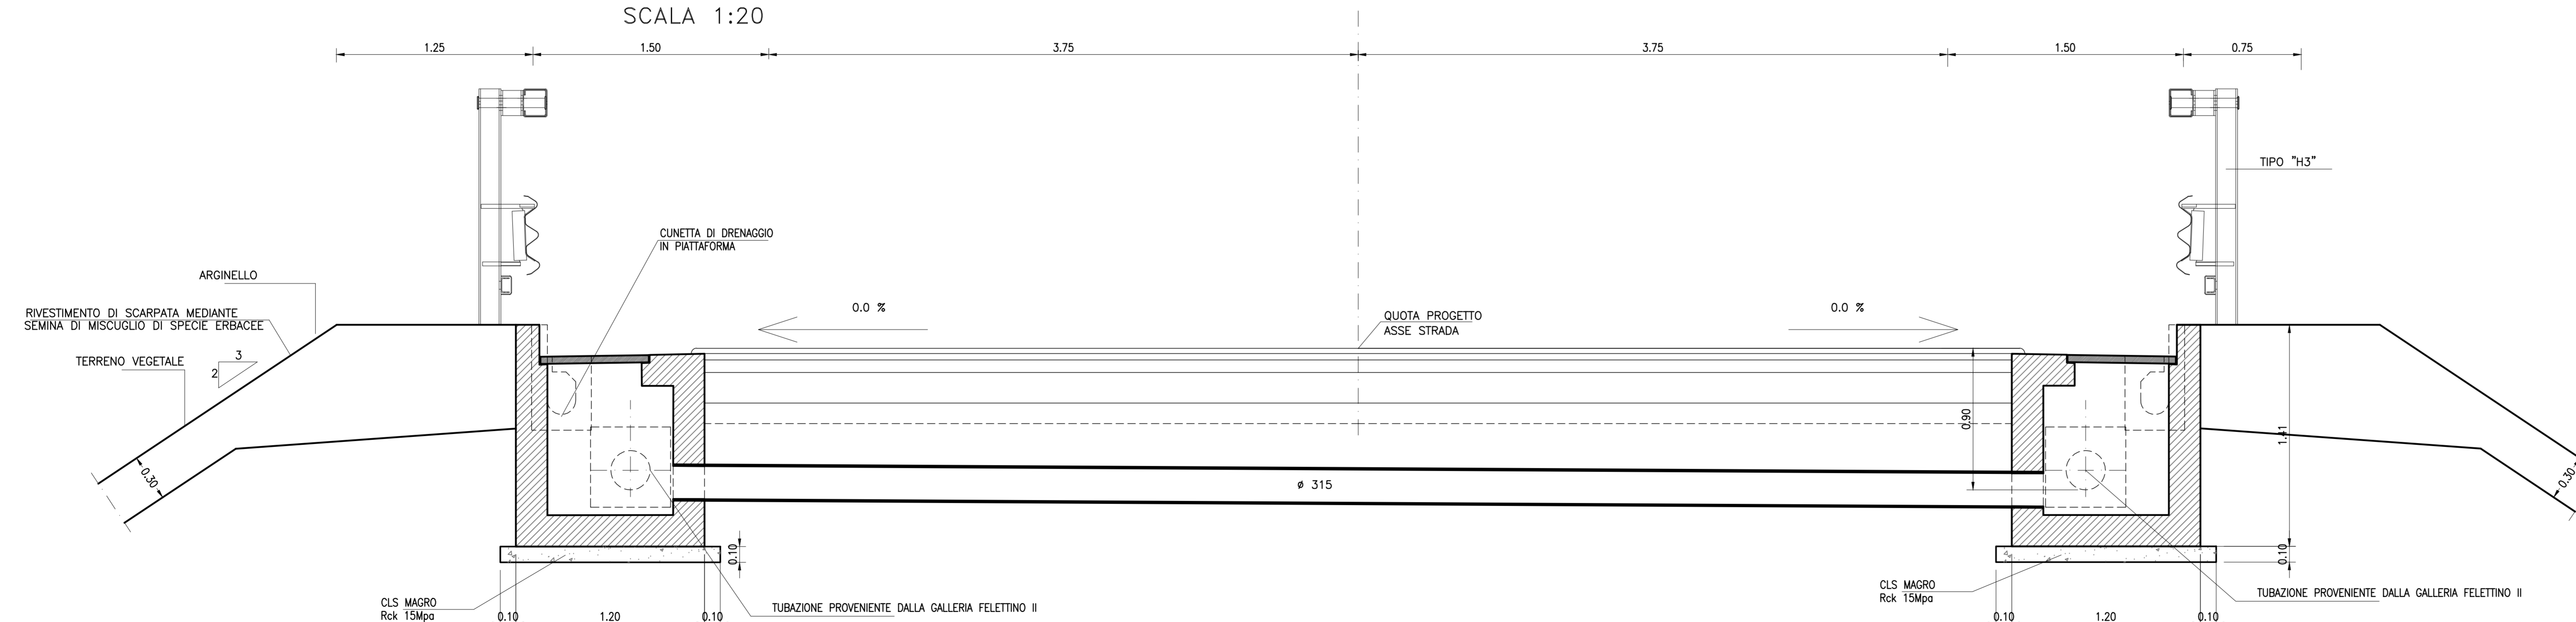 SCALA 1:20
1.25
1.50
3.75
3.75
1.50
0.75
TIPO "H3"
CUNETTA DI DRENAGGIO
IN PIATTAFORMA
ARGINELLO
RIVESTIMENTO DI SCARPATA MEDIANTE
SEMINA DI MISCUGLIO DI SPECIE ERBACEE
TERRENO VEGETALE
3
2
0.0 %
0.0 %
QUOTA PROGETTO
ASSE STRADA
0.90
1.41
0.30
0.30
ø 315
0.10
0.10
CLS MAGRO
Rck 15Mpa
0.10
1.20
0.10
TUBAZIONE PROVENIENTE DALLA GALLERIA FELETTINO II
CLS MAGRO
Rck 15Mpa
0.10
1.20
0.10
TUBAZIONE PROVENIENTE DALLA GALLERIA FELETTINO II